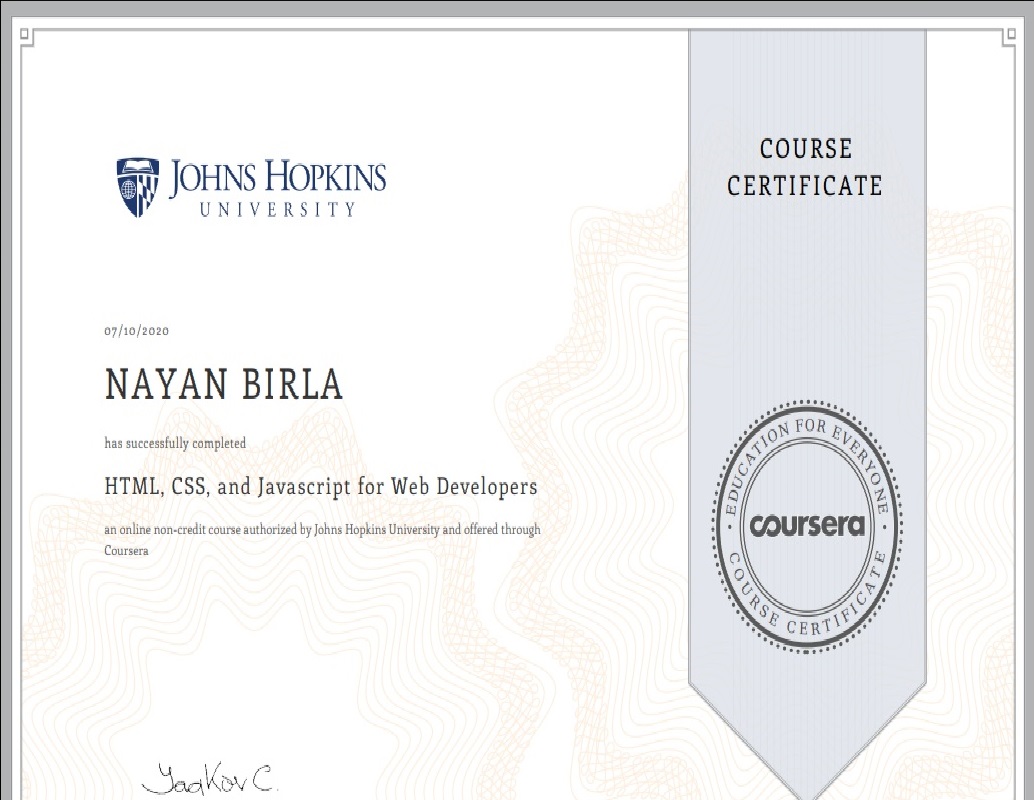 JOHNS HOPKINS
UNIVERSITY
COURSE
CERTIFICATE
07/10/2020
NAYAN BIRLA
has successfully completed
HTML, CSS, and Javascript for Web Developers
an online non-credit course authorized by Johns Hopkins University and offered through
Coursera
EDUCATION FOR EVERYONE
coursera
COURSE CERTIFICATE
Yaakov C.